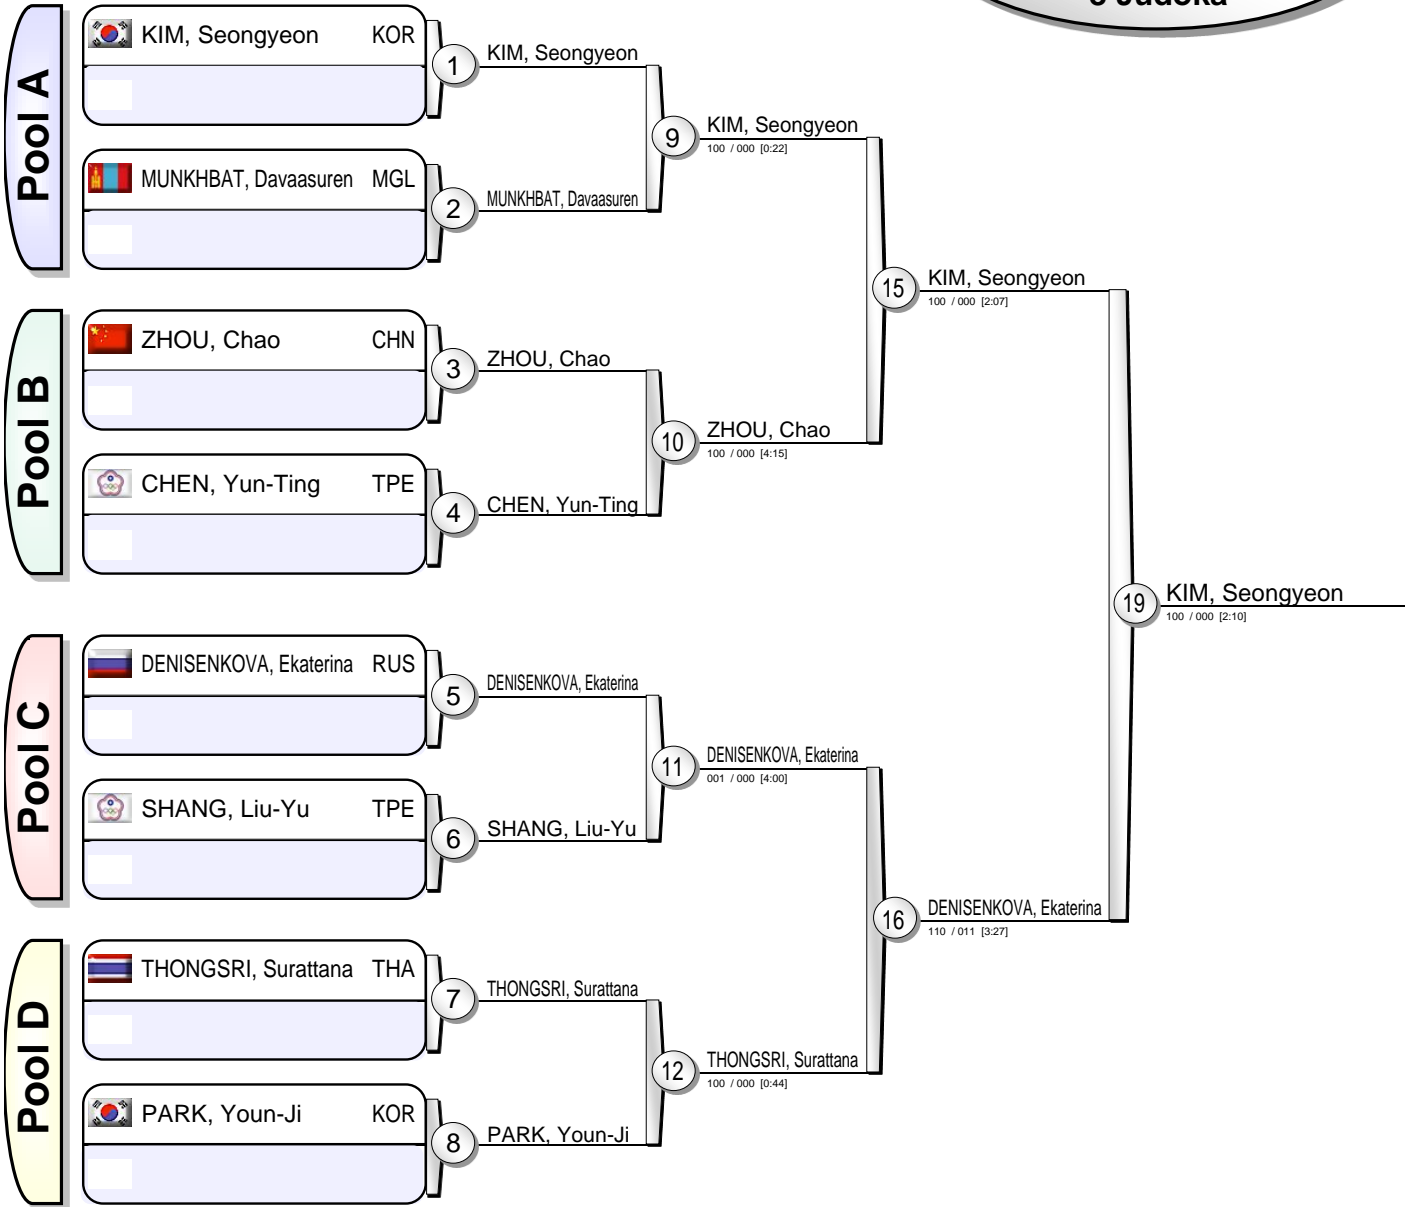 8 Judoka
Pool A
KIM, Seongyeon KOR
1
KIM, Seongyeon
MUNKHBAT, Davaasuren MGL
2
MUNKHBAT, Davaasuren
9
KIM, Seongyeon
100 / 000 [0:22]
Pool B
ZHOU, Chao CHN
3
ZHOU, Chao
CHEN, Yun-Ting TPE
4
CHEN, Yun-Ting
10
ZHOU, Chao
100 / 000 [4:15]
15
KIM, Seongyeon
100 / 000 [2:07]
Pool C
DENISENKOVA, Ekaterina RUS
5
DENISENKOVA, Ekaterina
SHANG, Liu-Yu TPE
6
SHANG, Liu-Yu
11
DENISENKOVA, Ekaterina
001 / 000 [4:00]
Pool D
THONGSRI, Surattana THA
7
THONGSRI, Surattana
PARK, Youn-Ji KOR
8
PARK, Youn-Ji
12
THONGSRI, Surattana
100 / 000 [0:44]
16
DENISENKOVA, Ekaterina
110 / 011 [3:27]
19
KIM, Seongyeon
100 / 000 [2:10]